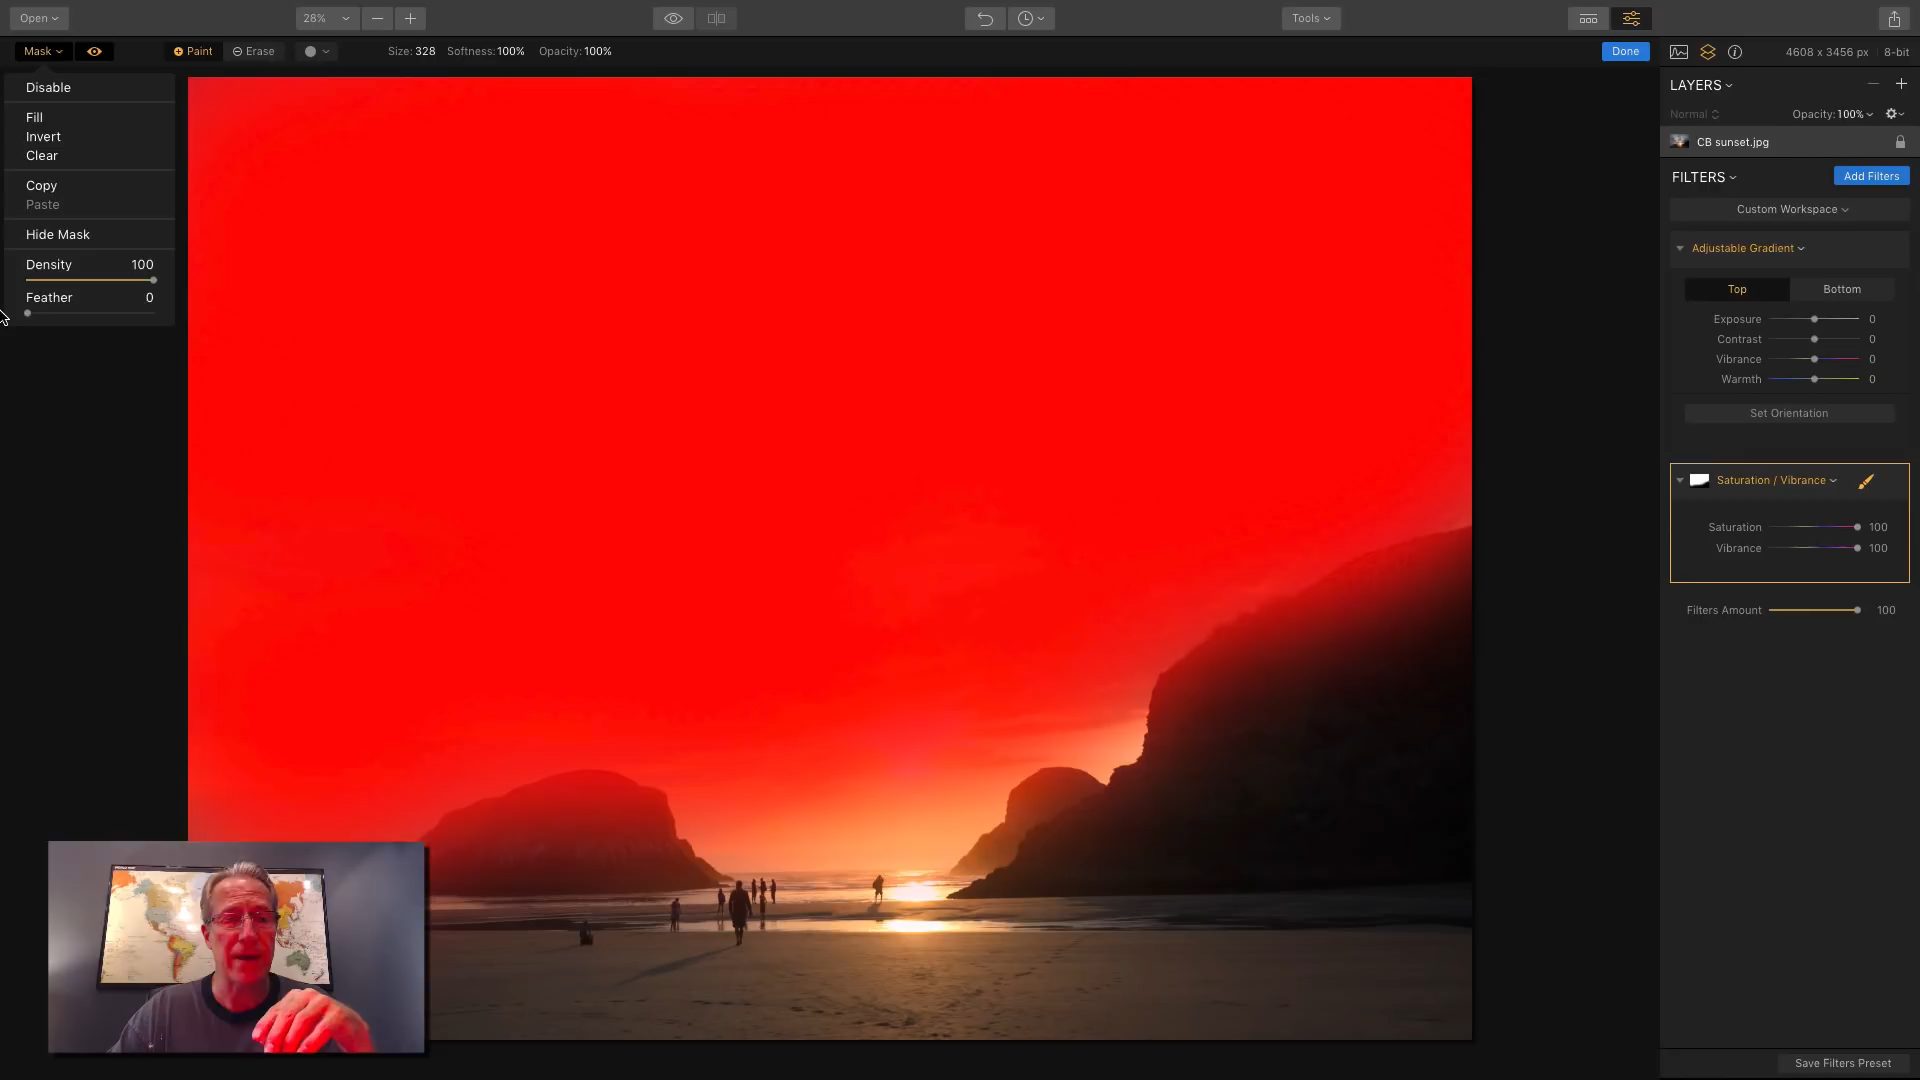 Open
28%
Tools
Mask
Paint
Erase
Size: 328 Softness: 100% Opacity: 100%
Done
4608 x 3456 px
8-bit
Disable
Fill
Invert
Clear
Copy
Paste
Hide Mask
Density 100
Feather 0
LAYERS
Normal
Opacity: 100%
CB sunset.jpg
FILTERS
Add Filters
Custom Workspace
Adjustable Gradient
Top
Bottom
Exposure 0
Contrast 0
Vibrance 0
Warmth 0
Set Orientation
Saturation / Vibrance
Saturation 100
Vibrance 100
Filters Amount 100
Save Filters Preset